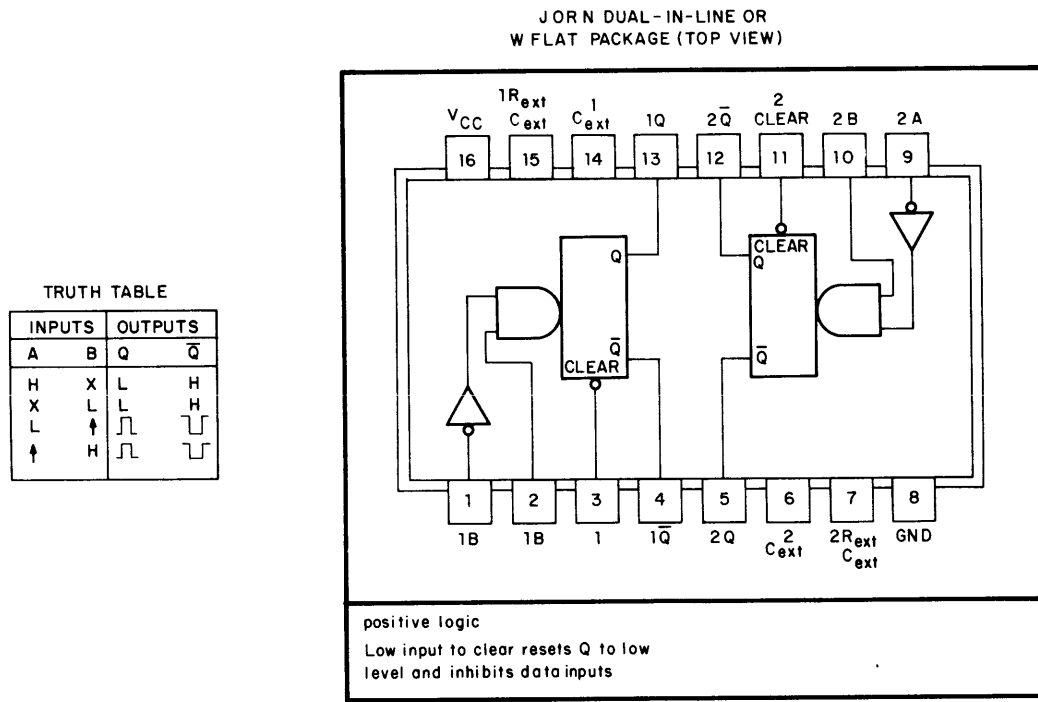 J OR N DUAL-IN-LINE OR
W FLAT PACKAGE (TOP VIEW)
VCC
1Rext
Cext
1
Cext
1Q
2Q̅
2
CLEAR
2B
2A
16 15 14 13 12 11 10 9
Q
Q̅
CLEAR
CLEAR
Q
Q̅
1 2 3 4 5 6 7 8
1B
1B
1
1Q̅
2Q
2
Cext
2Rext
Cext
GND
TRUTH TABLE
INPUTS OUTPUTS
A B Q Q̅
H X L H
X L L H
L ↑
↑ H
positive logic
Low input to clear resets Q to low
level and inhibits data inputs